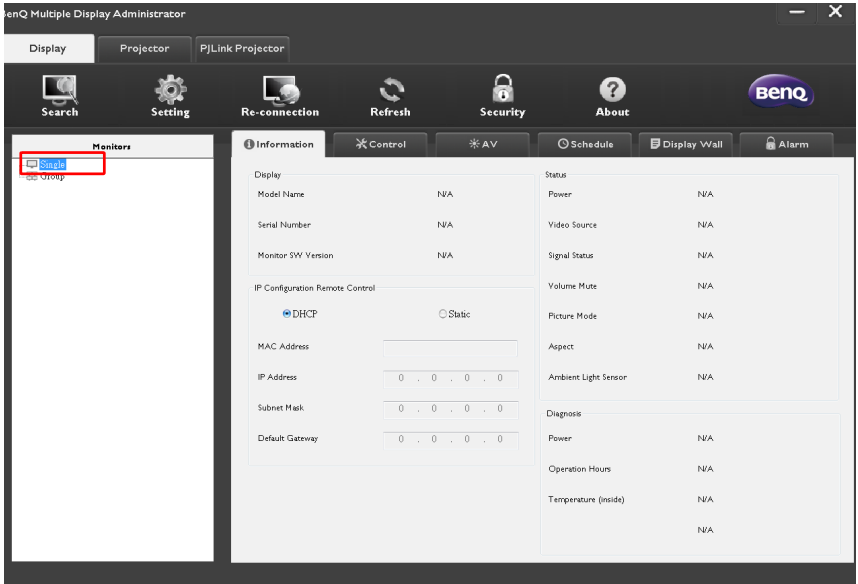 BenQ Multiple Display Administrator
Display Projector PJLink Projector
Search Setting Re-connection Refresh Security About BenQ
Monitors
Single
Group
Information Control AV Schedule Display Wall Alarm
Display
Model Name N/A
Serial Number N/A
Monitor SW Version N/A
IP Configuration Remote Control
DHCP Static
MAC Address
IP Address 0 . 0 . 0 . 0
Subnet Mask 0 . 0 . 0 . 0
Default Gateway 0 . 0 . 0 . 0
Status
Power N/A
Video Source N/A
Signal Status N/A
Volume Mute N/A
Picture Mode N/A
Aspect N/A
Ambient Light Sensor N/A
Diagnosis
Power N/A
Operation Hours N/A
Temperature (inside) N/A
N/A